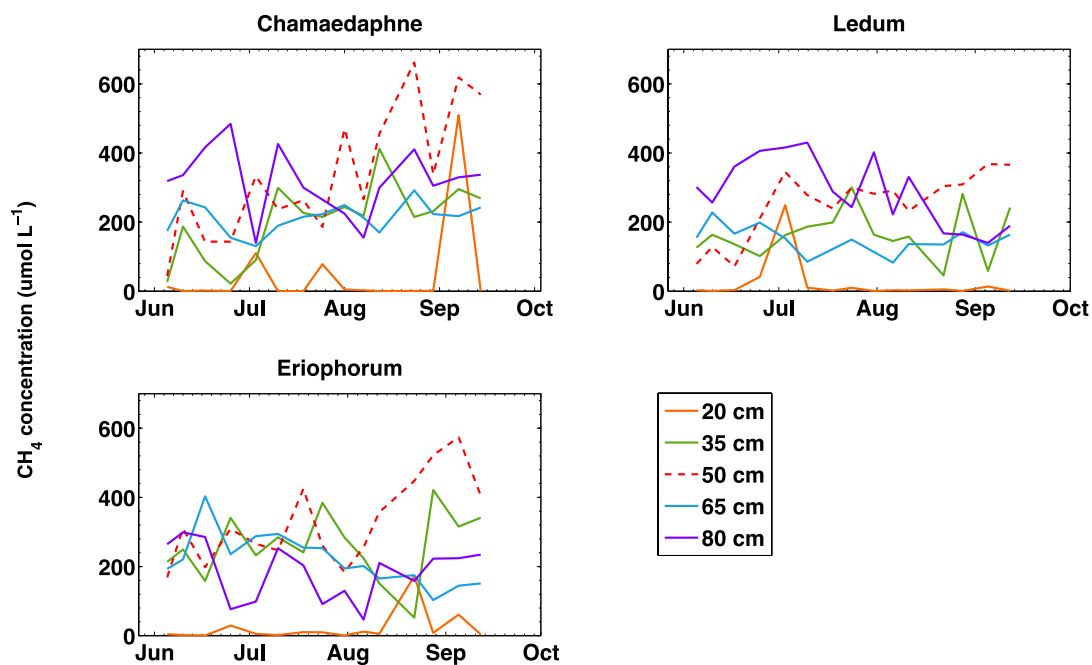 Chamaedaphne
Ledum
CH4 concentration (umol L−1)
600
400
200
0
Jun Jul Aug Sep Oct
600
400
200
0
Jun Jul Aug Sep Oct
Eriophorum
600
400
200
0
Jun Jul Aug Sep Oct
20 cm
35 cm
50 cm
65 cm
80 cm